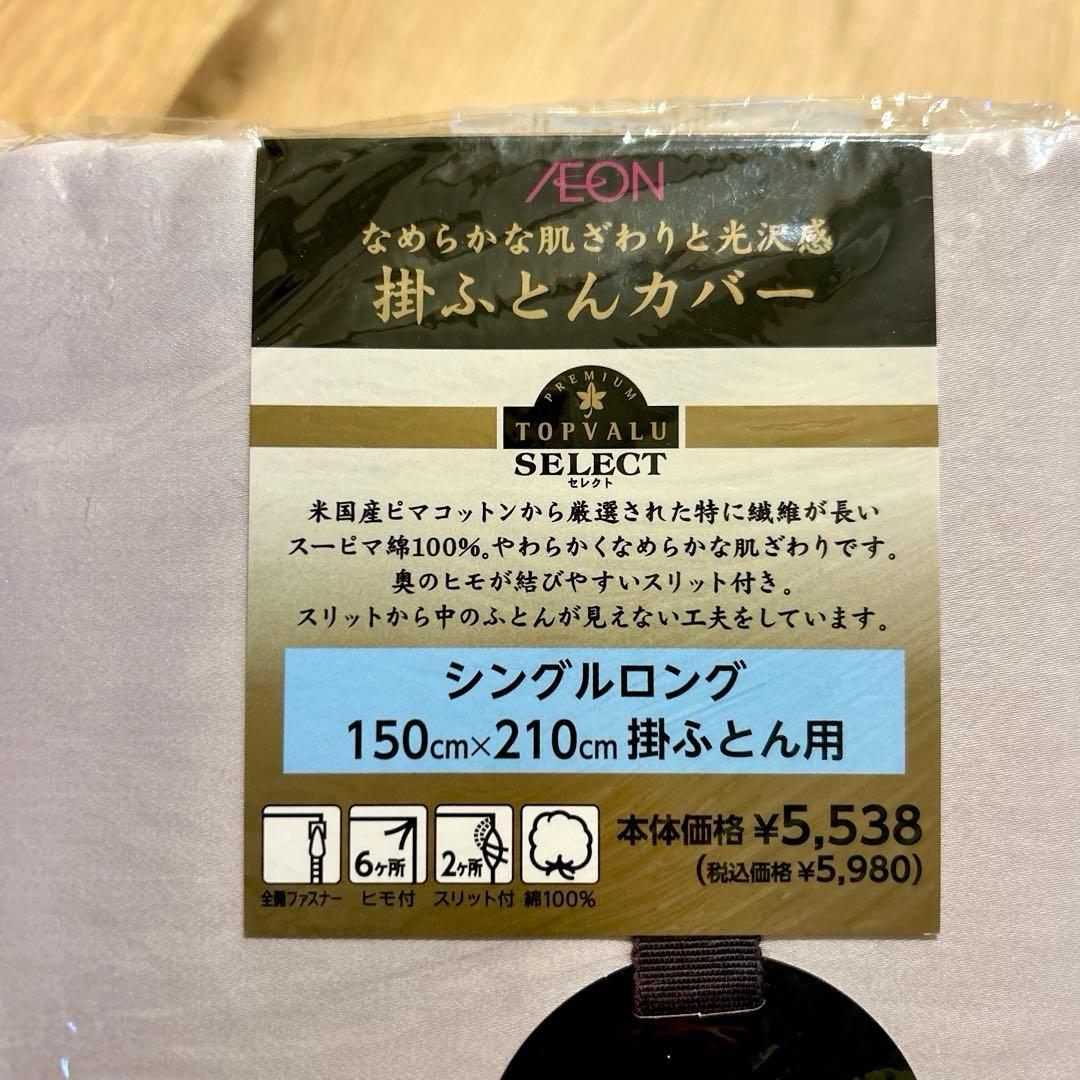 ÆON
なめらかな肌ざわりと光沢感
掛ふとんカバー
PREMIUM
TOPVALU
SELECT
セレクト
米国産ピマコットンから厳選された特に繊維が長い
スーピマ綿100%。やわらかくなめらかな肌ざわりです。
奥のヒモが結びやすいスリット付き。
スリットから中のふとんが見えない工夫をしています。
シングルロング
150cm×210cm 掛ふとん用
6ヶ所 2ヶ所
全開ファスナー ヒモ付 スリット付 綿100%
本体価格 ¥5,538
(税込価格 ¥5,980)